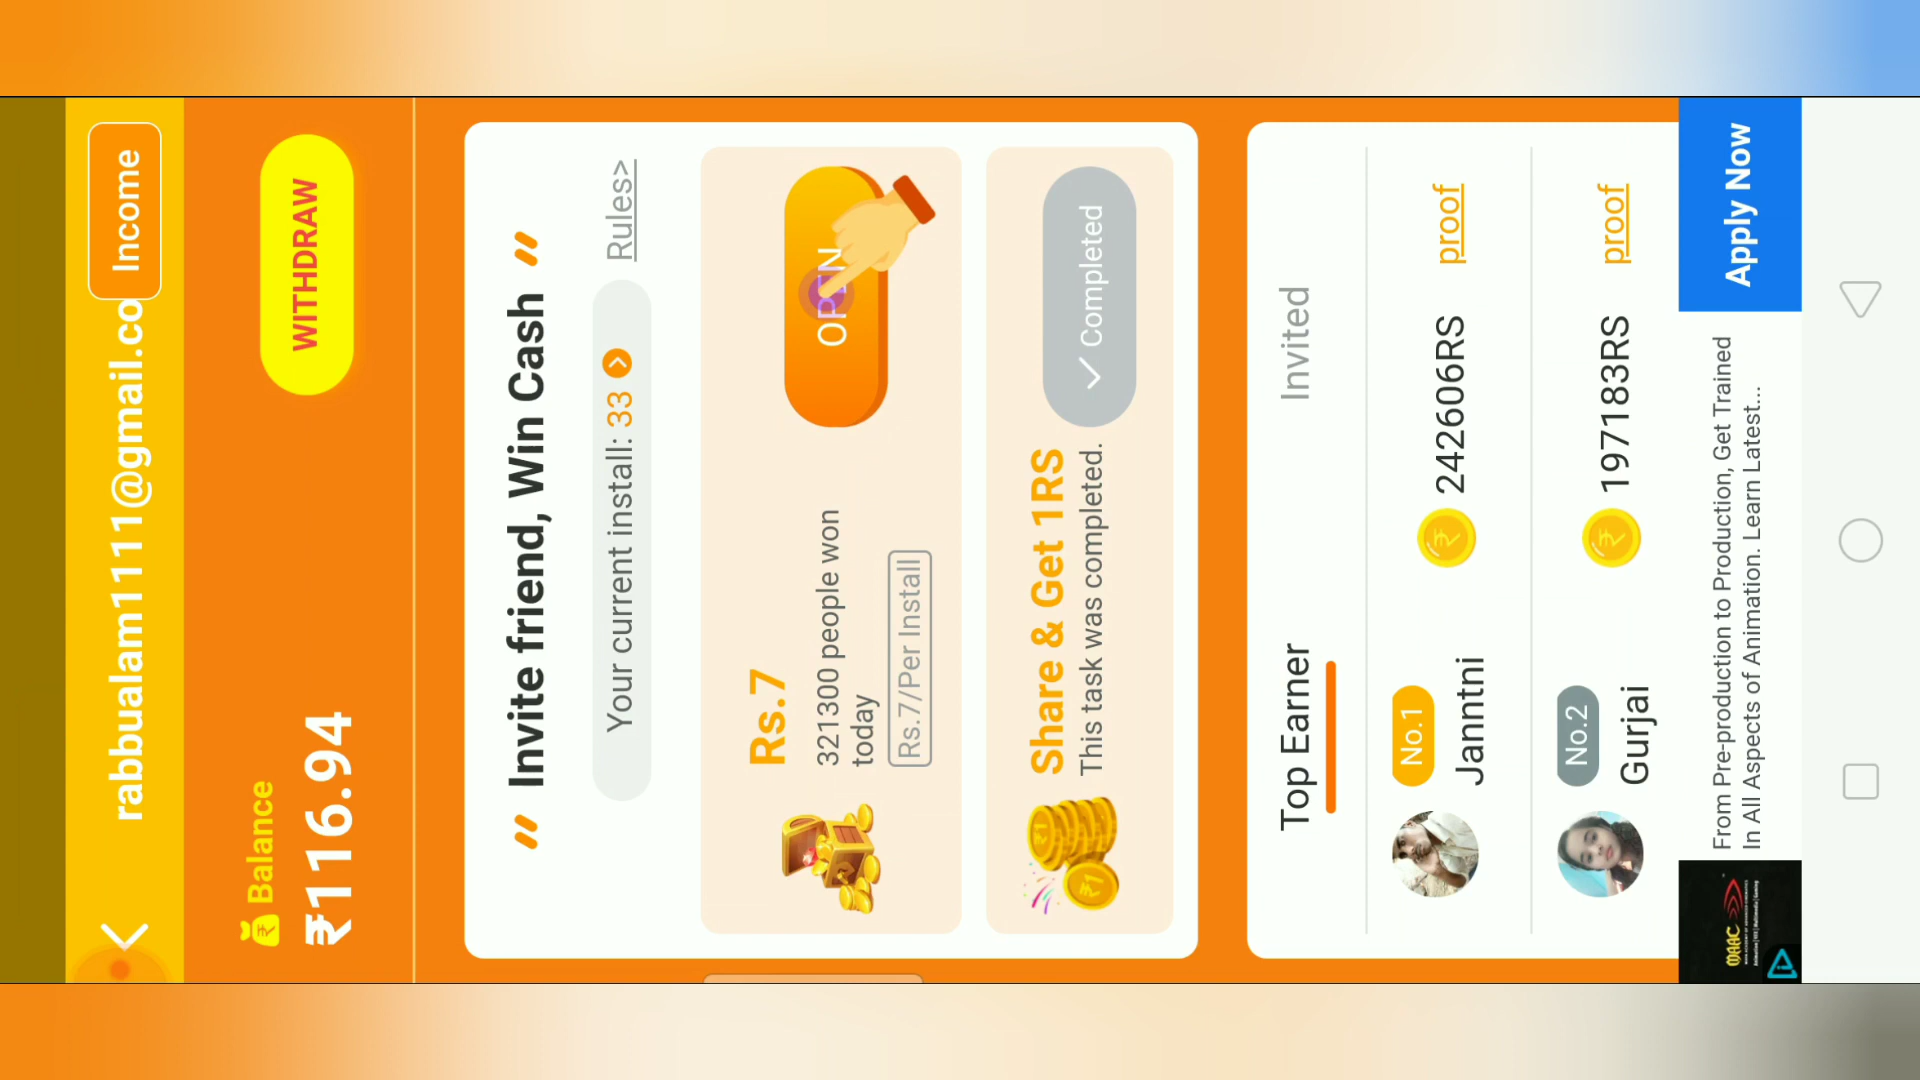 rabbualam11111@gmail.co
Income
Balance
₹116.94
WITHDRAW
Invite friend, Win Cash
Your current install: 33
Rules>
Rs.7
3211300 people won
today
Rs.7/Per Install
OPEN
Share & Get 1RS
This task was completed.
Completed
Top Earner
Invited
No.1
Janntni
242606RS
proof
No.2
Gurjai
197183RS
proof
MAAC
From Pre-production to Production, Get Trained
In All Aspects of Animation. Learn Latest...
Apply Now